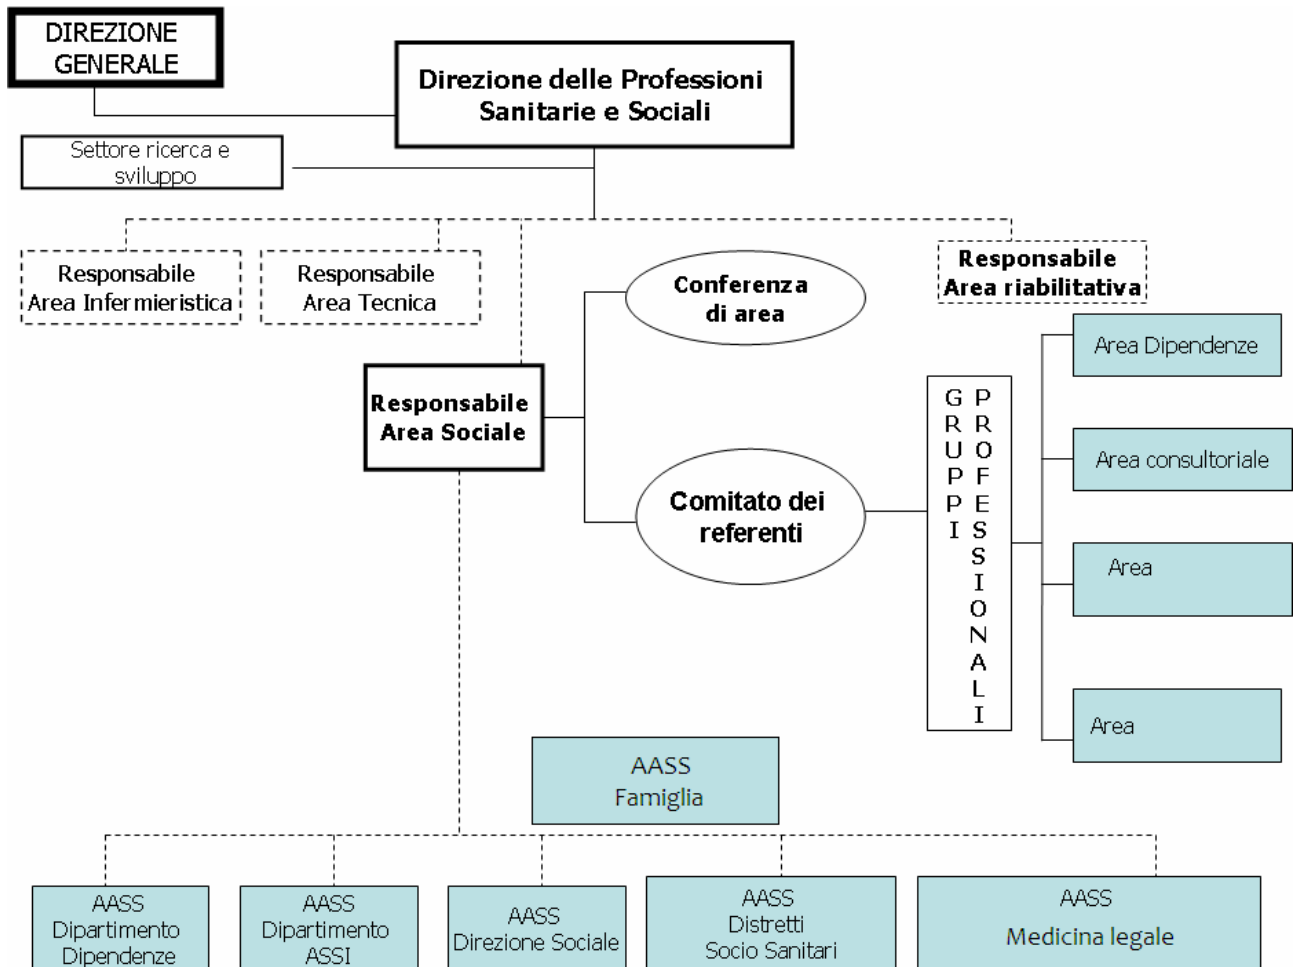 DIREZIONE
GENERALE
Direzione delle Professioni
Sanitarie e Sociali
Settore ricerca e
sviluppo
Responsabile
Area Infermieristica
Responsabile
Area Tecnica
Responsabile
Area riabilitativa
Conferenza
di area
Responsabile
Area Sociale
Comitato dei
referenti
GRUPPI
PROFESSIONALI
Area Dipendenze
Area consultoriale
Area
Area
AASS
Famiglia
AASS
Dipartimento
Dipendenze
AASS
Dipartimento
ASSI
AASS
Direzione Sociale
AASS
Distretti
Socio Sanitari
AASS
Medicina legale